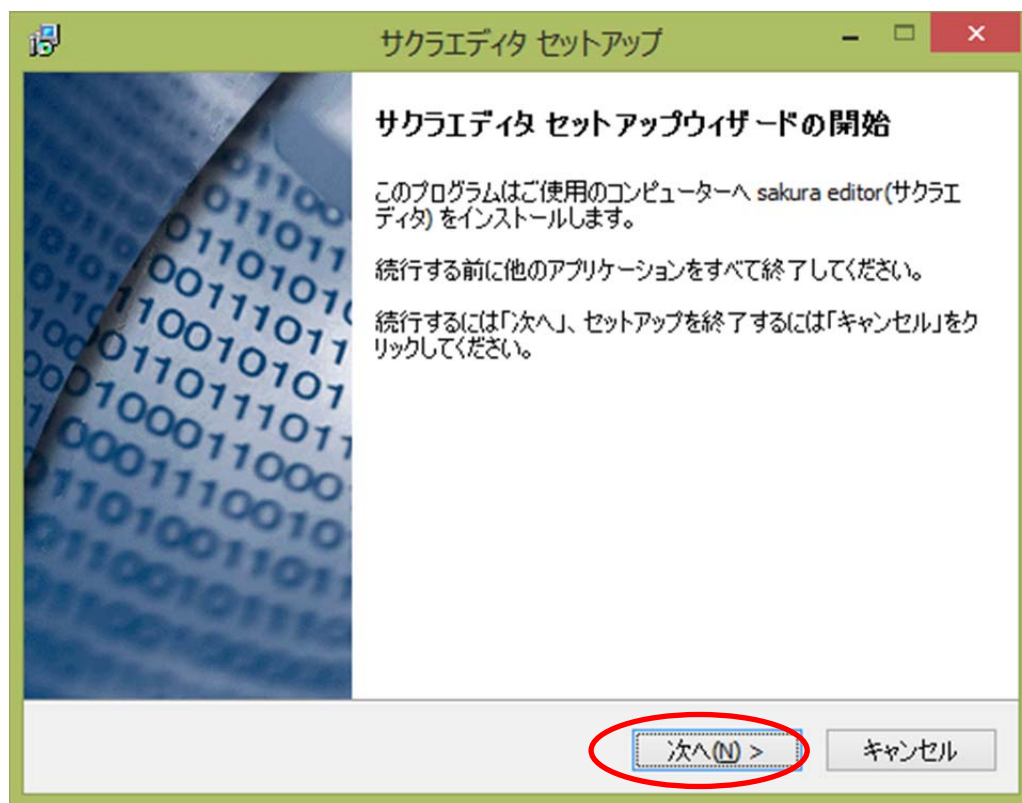 サクラエディタ セットアップ
サクラエディタ セットアップウィザードの開始
このプログラムはご使用のコンピューターへ sakura editor(サクラエ
ディタ) をインストールします。
続行する前に他のアプリケーションをすべて終了してください。
続行するには「次へ」、セットアップを終了するには「キャンセル」をク
リックしてください。
次へ(N) >
キャンセル